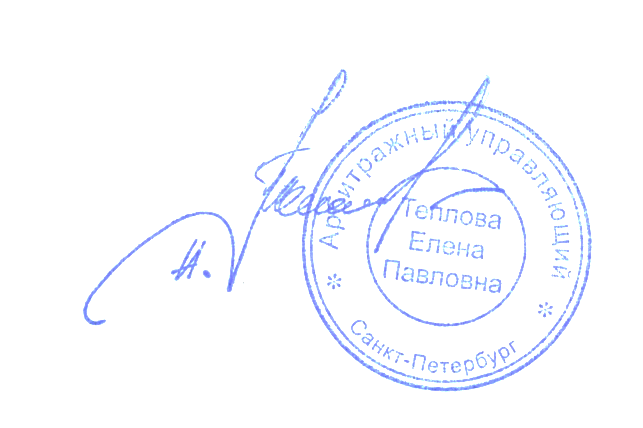 Арбитражный управляющий
Теплова
Елена
Павловна
Санкт-Петербург